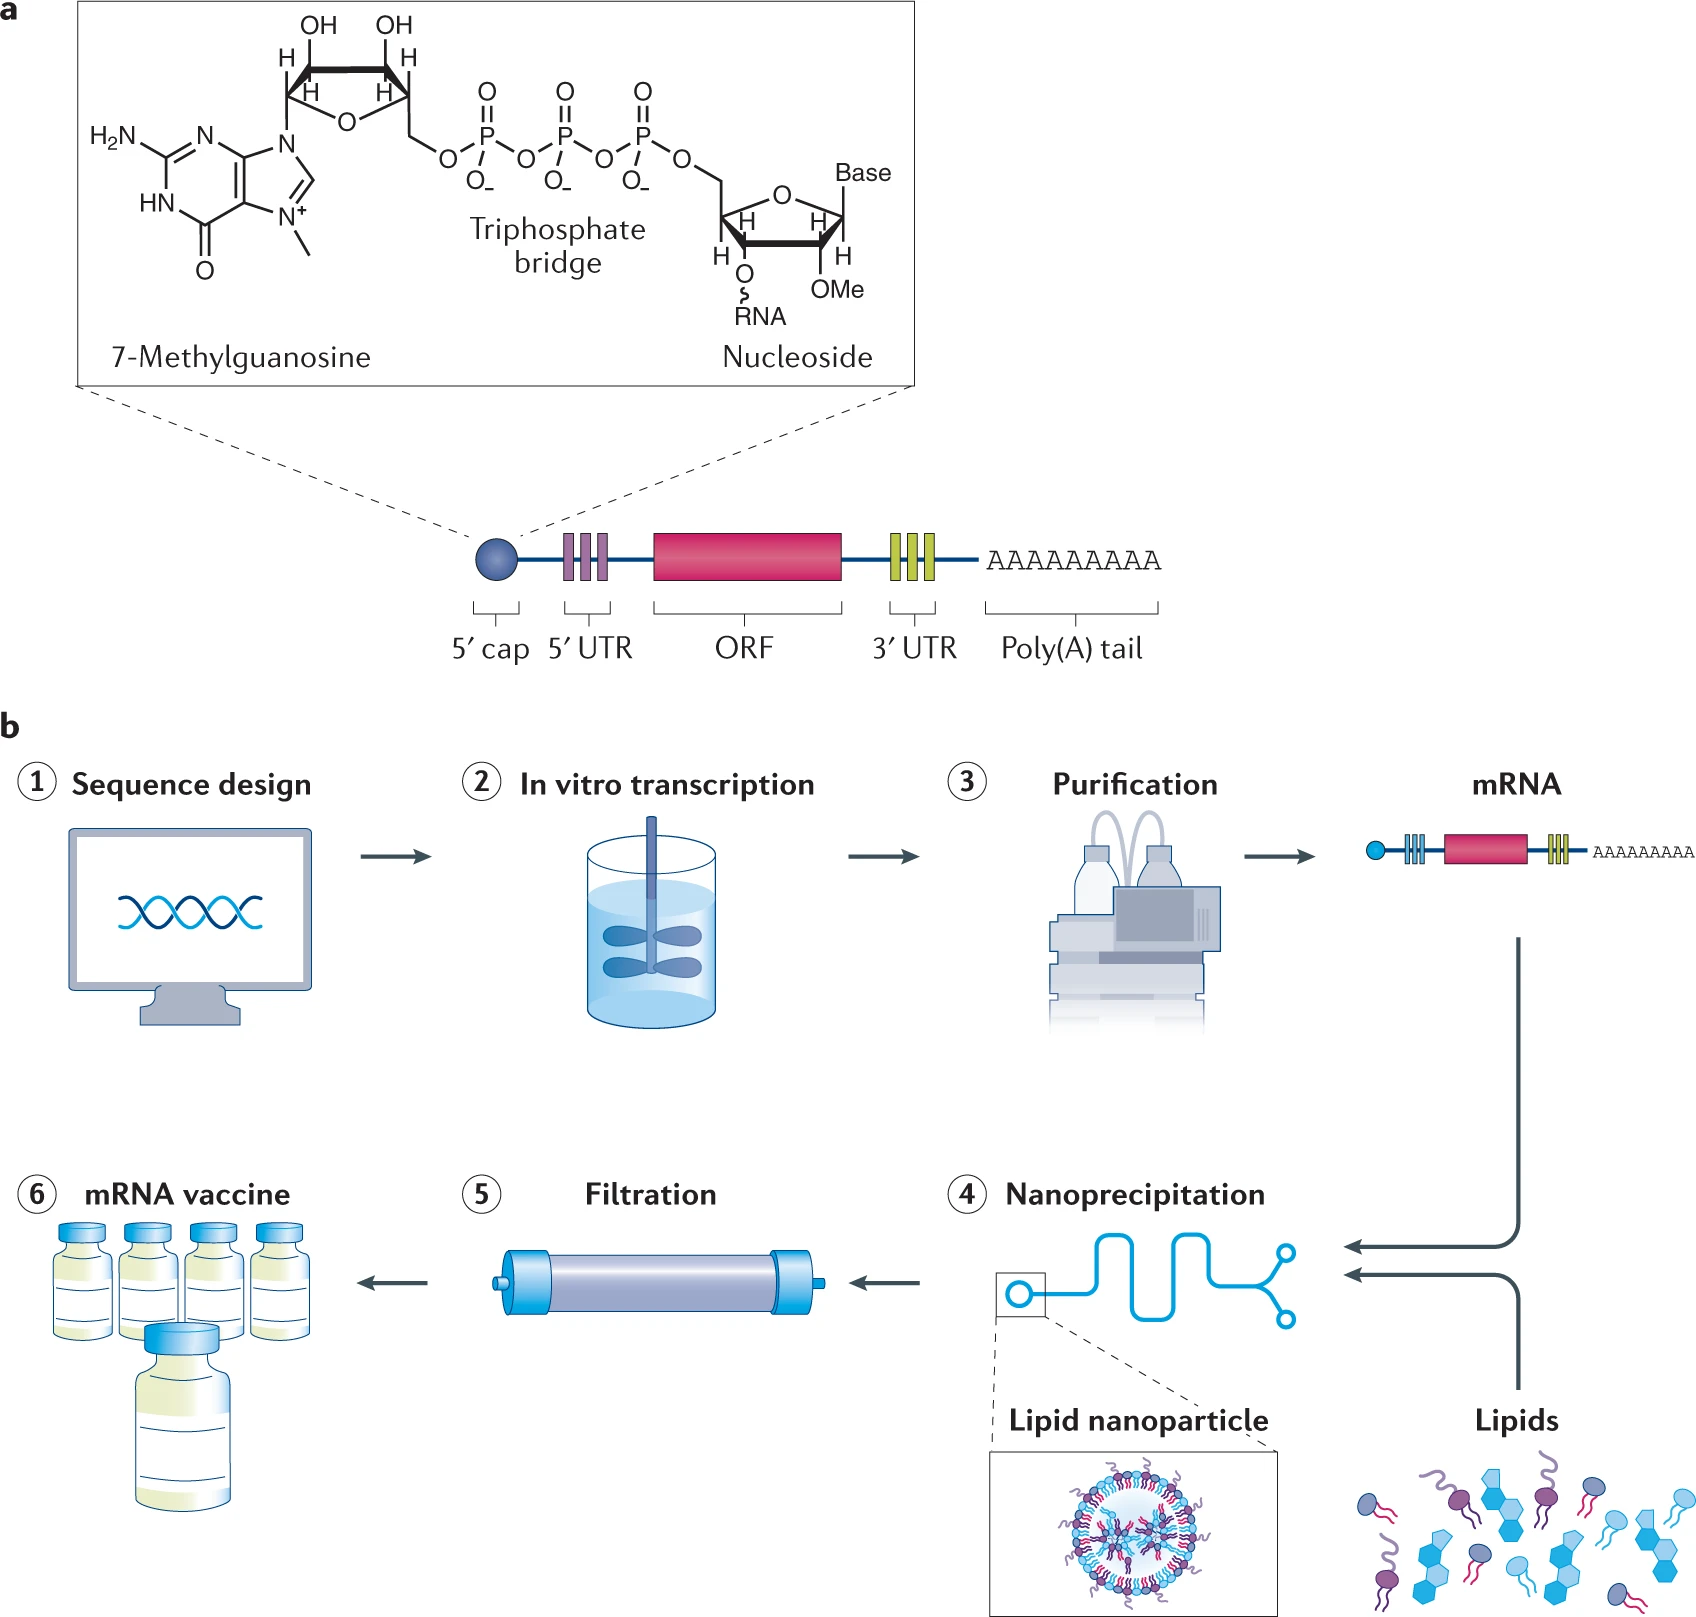 a
OH OH
H H
H H
O
H₂N N N
HN N⁺
O
O O O
P P P
O O O O
O⁻ O⁻ O⁻
Triphosphate
bridge
Base
O
H H
H H
O OMe
RNA
7-Methylguanosine
Nucleoside
AAAAAAAAA
5′ cap 5′ UTR ORF 3′ UTR Poly(A) tail
b
1 Sequence design
2 In vitro transcription
3 Purification
mRNA
AAAAAAAAA
6 mRNA vaccine
5 Filtration
4 Nanoprecipitation
Lipid nanoparticle
Lipids